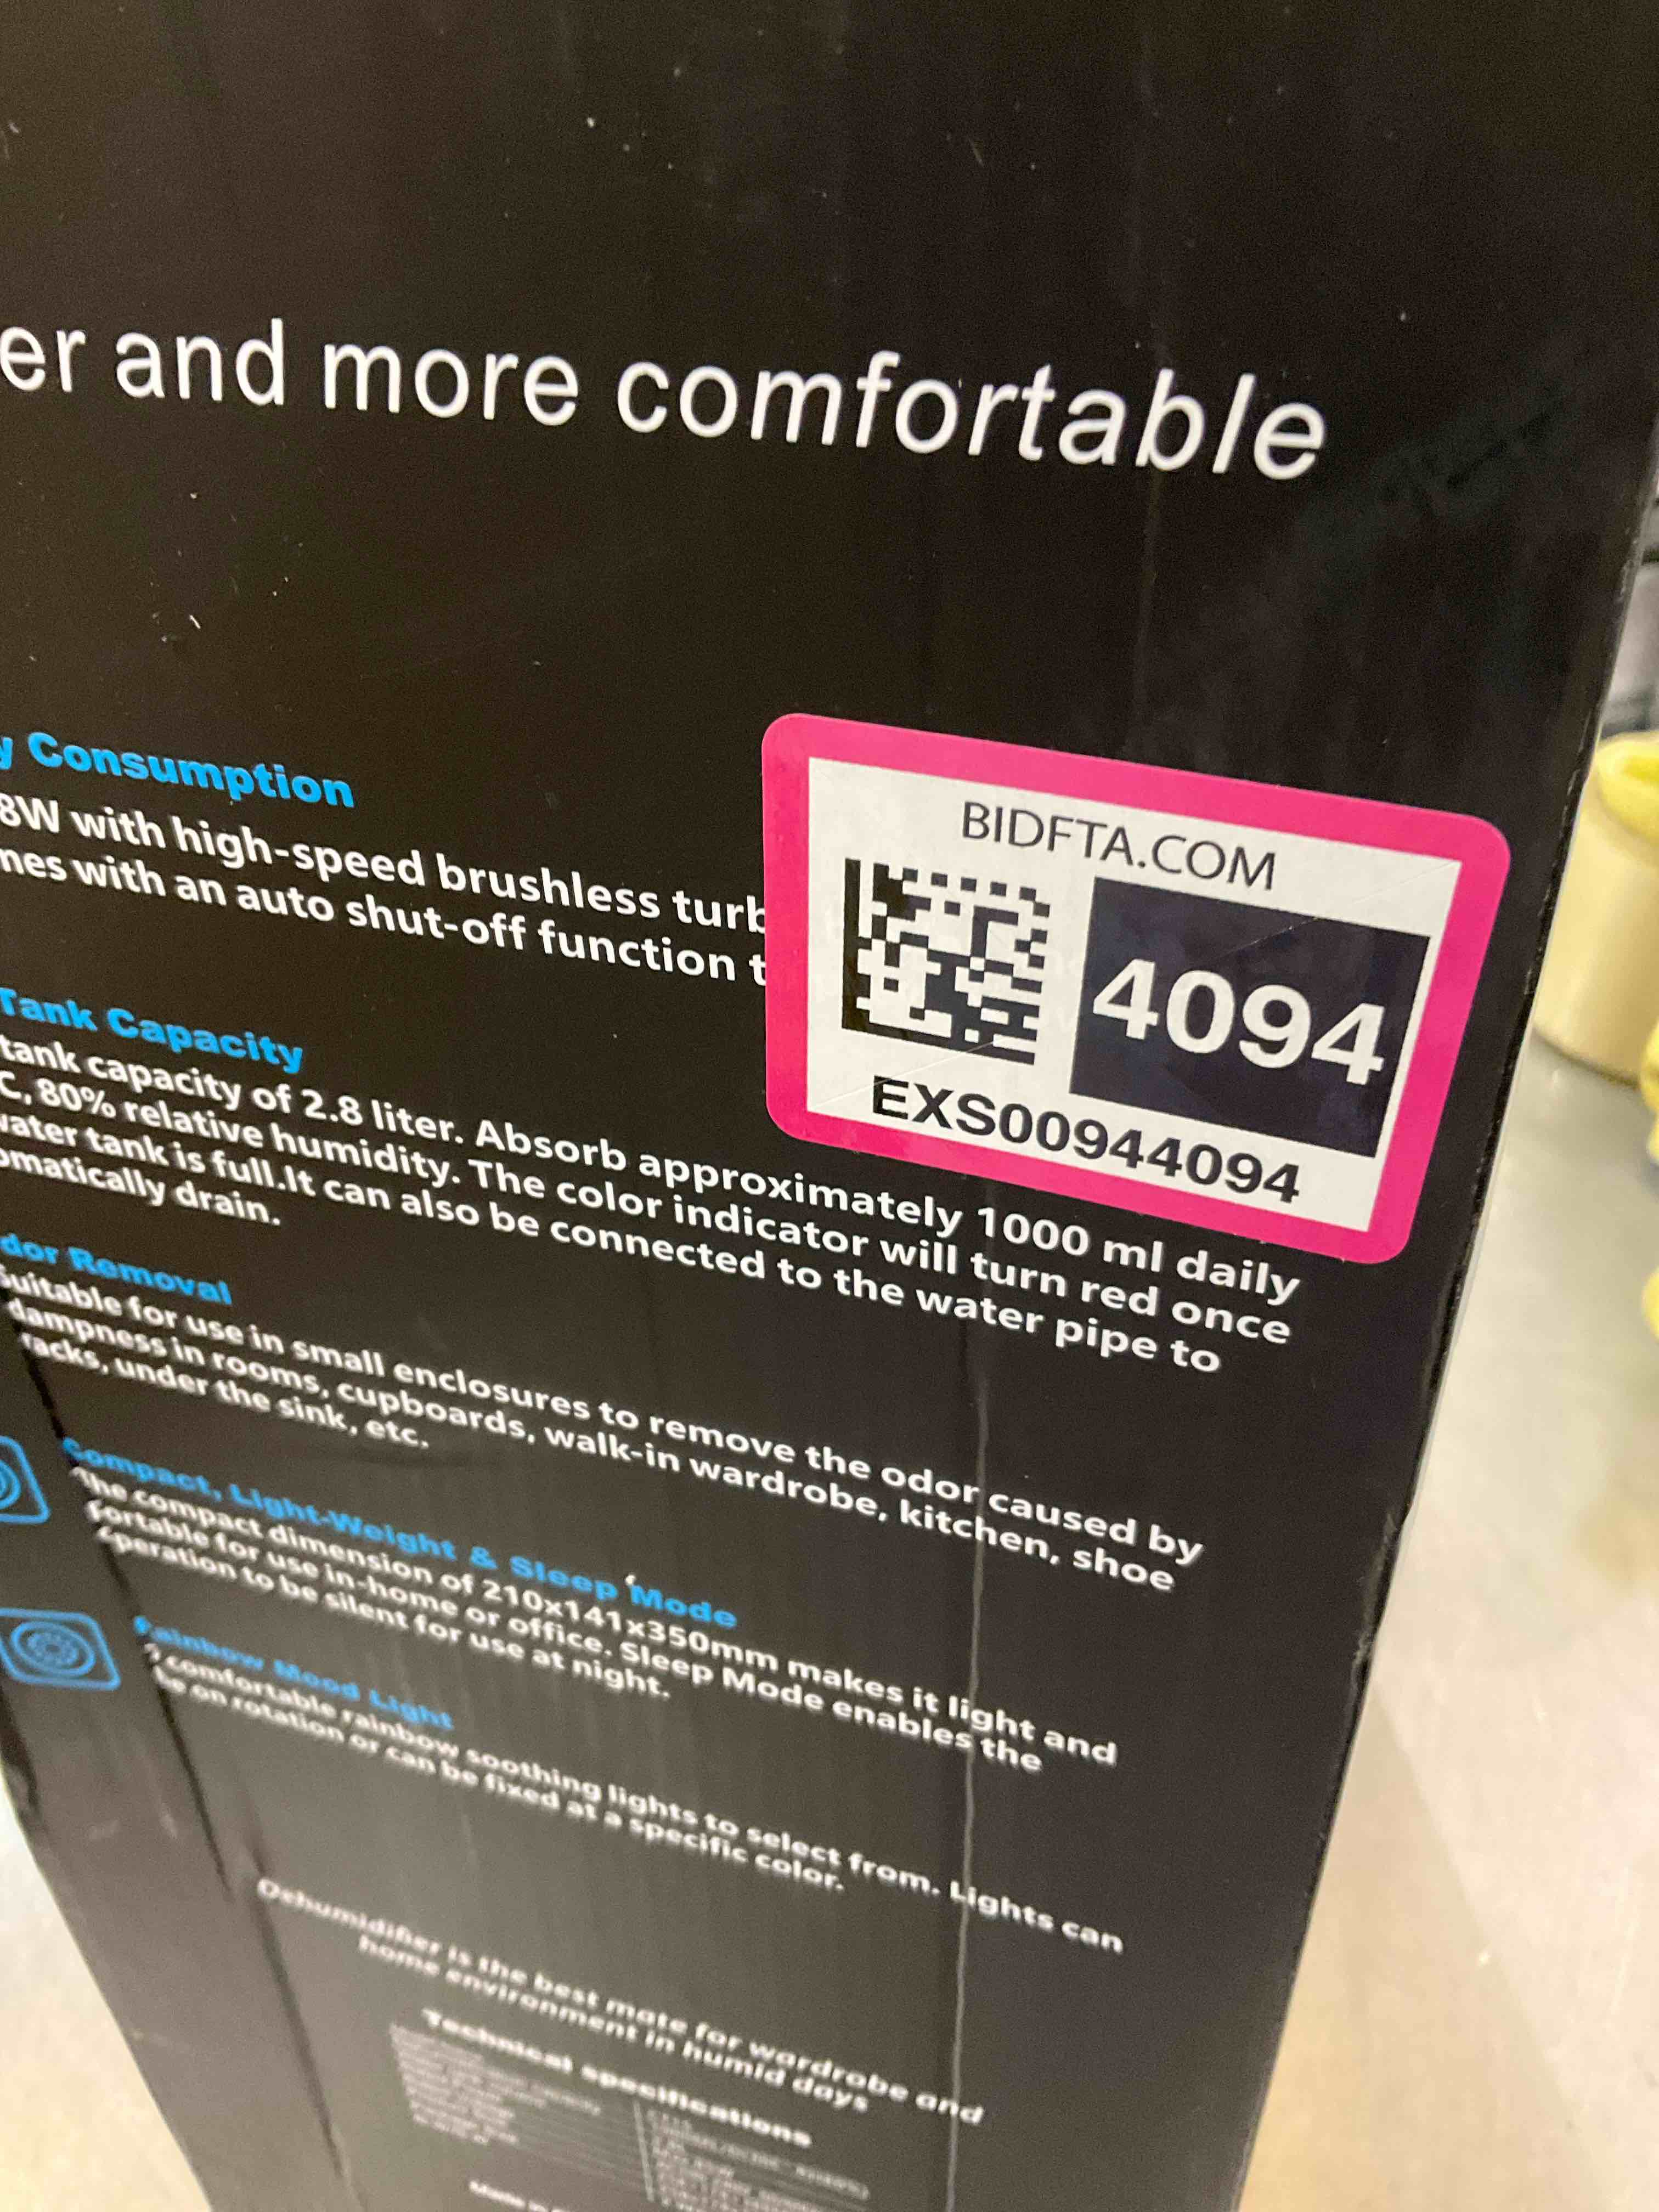 er and more comfortable
BIDFTA.COM
4094
EXS00944094
y Consumption
8W with high-speed brushless turb
mes with an auto shut-off function t
Tank Capacity
tank capacity of 2.8 liter. Absorb approximately 1000 ml daily
C, 80% relative humidity. The color indicator will turn red once
water tank is full.It can also be connected to the water pipe to
omatically drain.
dor Removal
Suitable for use in small enclosures to remove the odor caused by
dampness in rooms, cupboards, walk-in wardrobe, kitchen, shoe
racks, under the sink, etc.
Compact, Light-Weight & Sleep Mode
The compact dimension of 210x141x350mm makes it light and
fortable for use in-home or office. Sleep Mode enables the
operation to be silent for use at night.
Rainbow Mood Light
comfortable rainbow soothing lights to select from. Lights can
be on rotation or can be fixed at a specific color.
Dehumidifier is the best mate for wardrobe and
home environment in humid days
Technical specifications
Made in